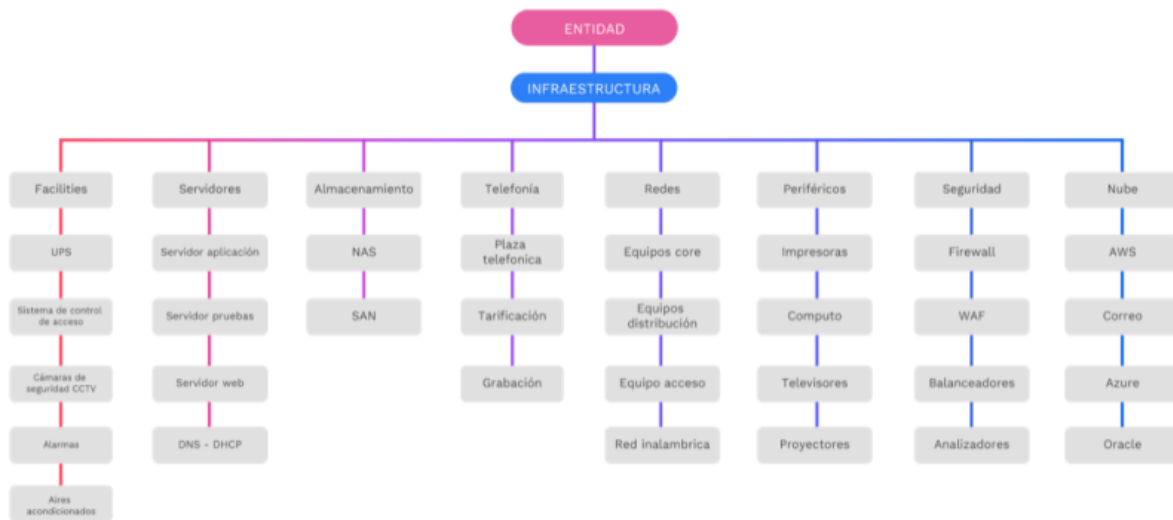 ENTIDAD
INFRAESTRUCTURA
Facilities
Servidores
Almacenamiento
Telefonía
Redes
Periféricos
Seguridad
Nube
UPS
Servidor aplicación
NAS
Plaza
telefonica
Equipos core
Impresoras
Firewall
AWS
Sistema de control
de acceso
Servidor pruebas
SAN
Tarificación
Equipos
distribución
Computo
WAF
Correo
Cámaras de
seguridad CCTV
Servidor web
Grabación
Equipo acceso
Televisores
Balanceadores
Azure
Alarmas
DNS - DHCP
Red inalambrica
Proyectores
Analizadores
Oracle
Aires
acondicionados